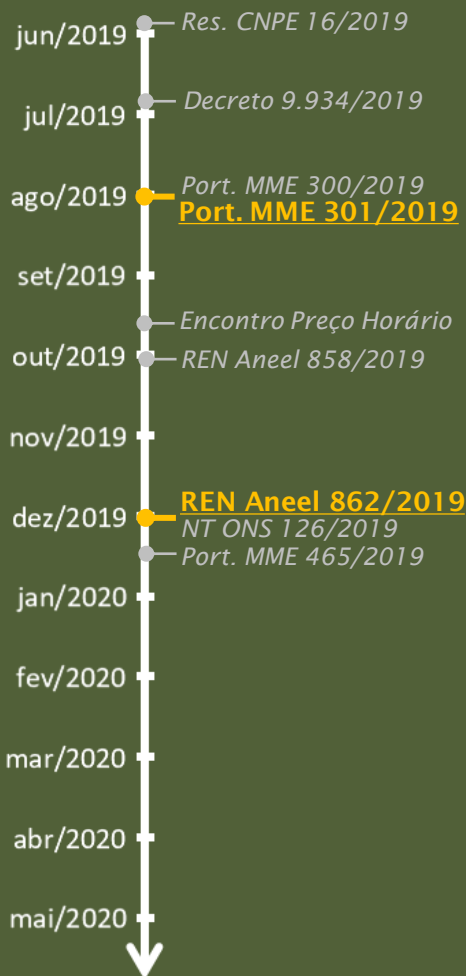 Res. CNPE 16/2019
jun/2019
Decreto 9.934/2019
jul/2019
Port. MME 300/2019
ago/2019
Port. MME 301/2019
set/2019
Encontro Preço Horário
out/2019
REN Aneel 858/2019
nov/2019
REN Aneel 862/2019
dez/2019
NT ONS 126/2019
Port. MME 465/2019
jan/2020
fev/2020
mar/2020
abr/2020
mai/2020